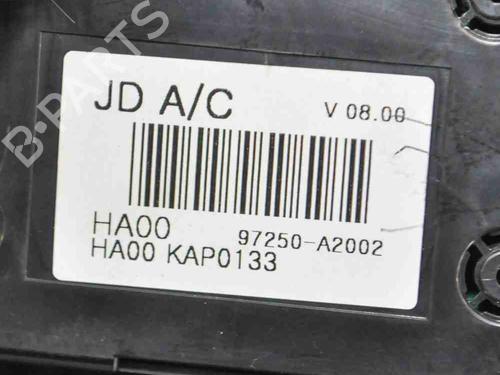 JD A/C V 08.00
HA00 97250-A2002
HA00 KAP0133
B-PARTS